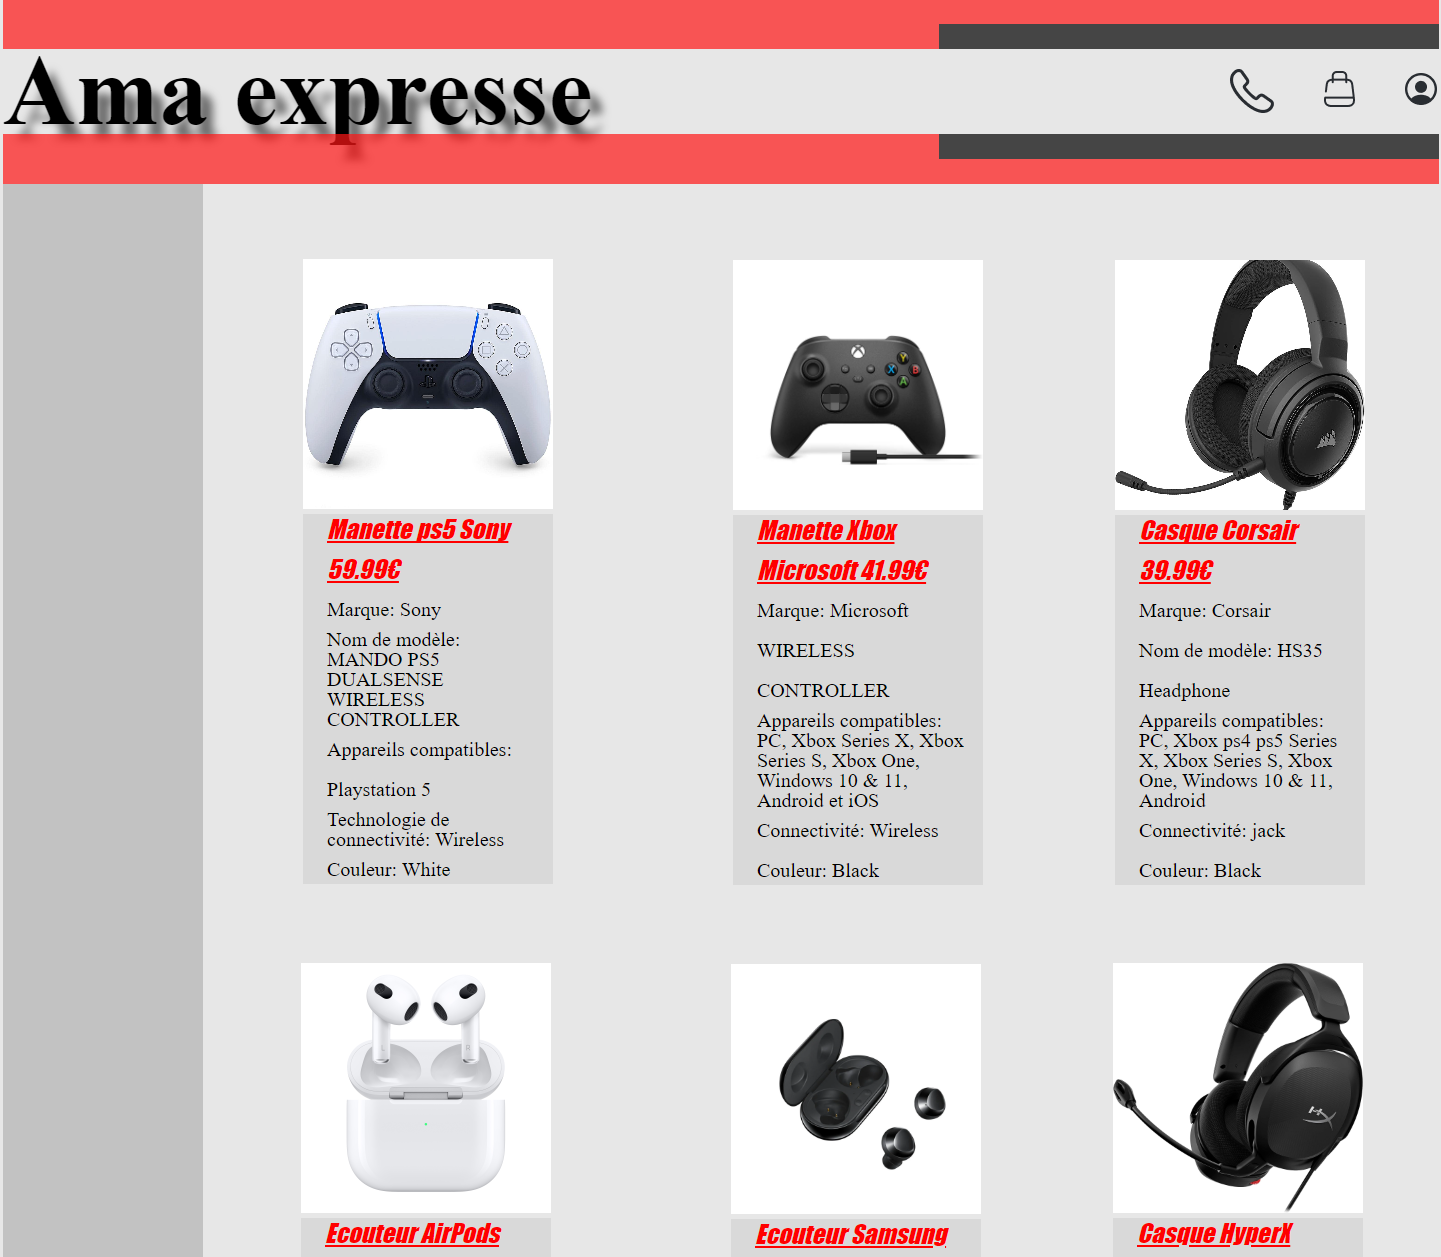 Ama expresse
Manette ps5 Sony
59.99€
Marque: Sony
Nom de modèle:
MANDO PS5
DUALSENSE
WIRELESS
CONTROLLER
Appareils compatibles:
Playstation 5
Technologie de
connectivité: Wireless
Couleur: White
Manette Xbox
Microsoft 41.99€
Marque: Microsoft
WIRELESS
CONTROLLER
Appareils compatibles:
PC, Xbox Series X, Xbox
Series S, Xbox One,
Windows 10 & 11,
Android et iOS
Connectivité: Wireless
Couleur: Black
Casque Corsair
39.99€
Marque: Corsair
Nom de modèle: HS35
Headphone
Appareils compatibles:
PC, Xbox ps4 ps5 Series
X, Xbox Series S, Xbox
One, Windows 10 & 11,
Android
Connectivité: jack
Couleur: Black
Ecouteur AirPods
Ecouteur Samsung
Casque HyperX